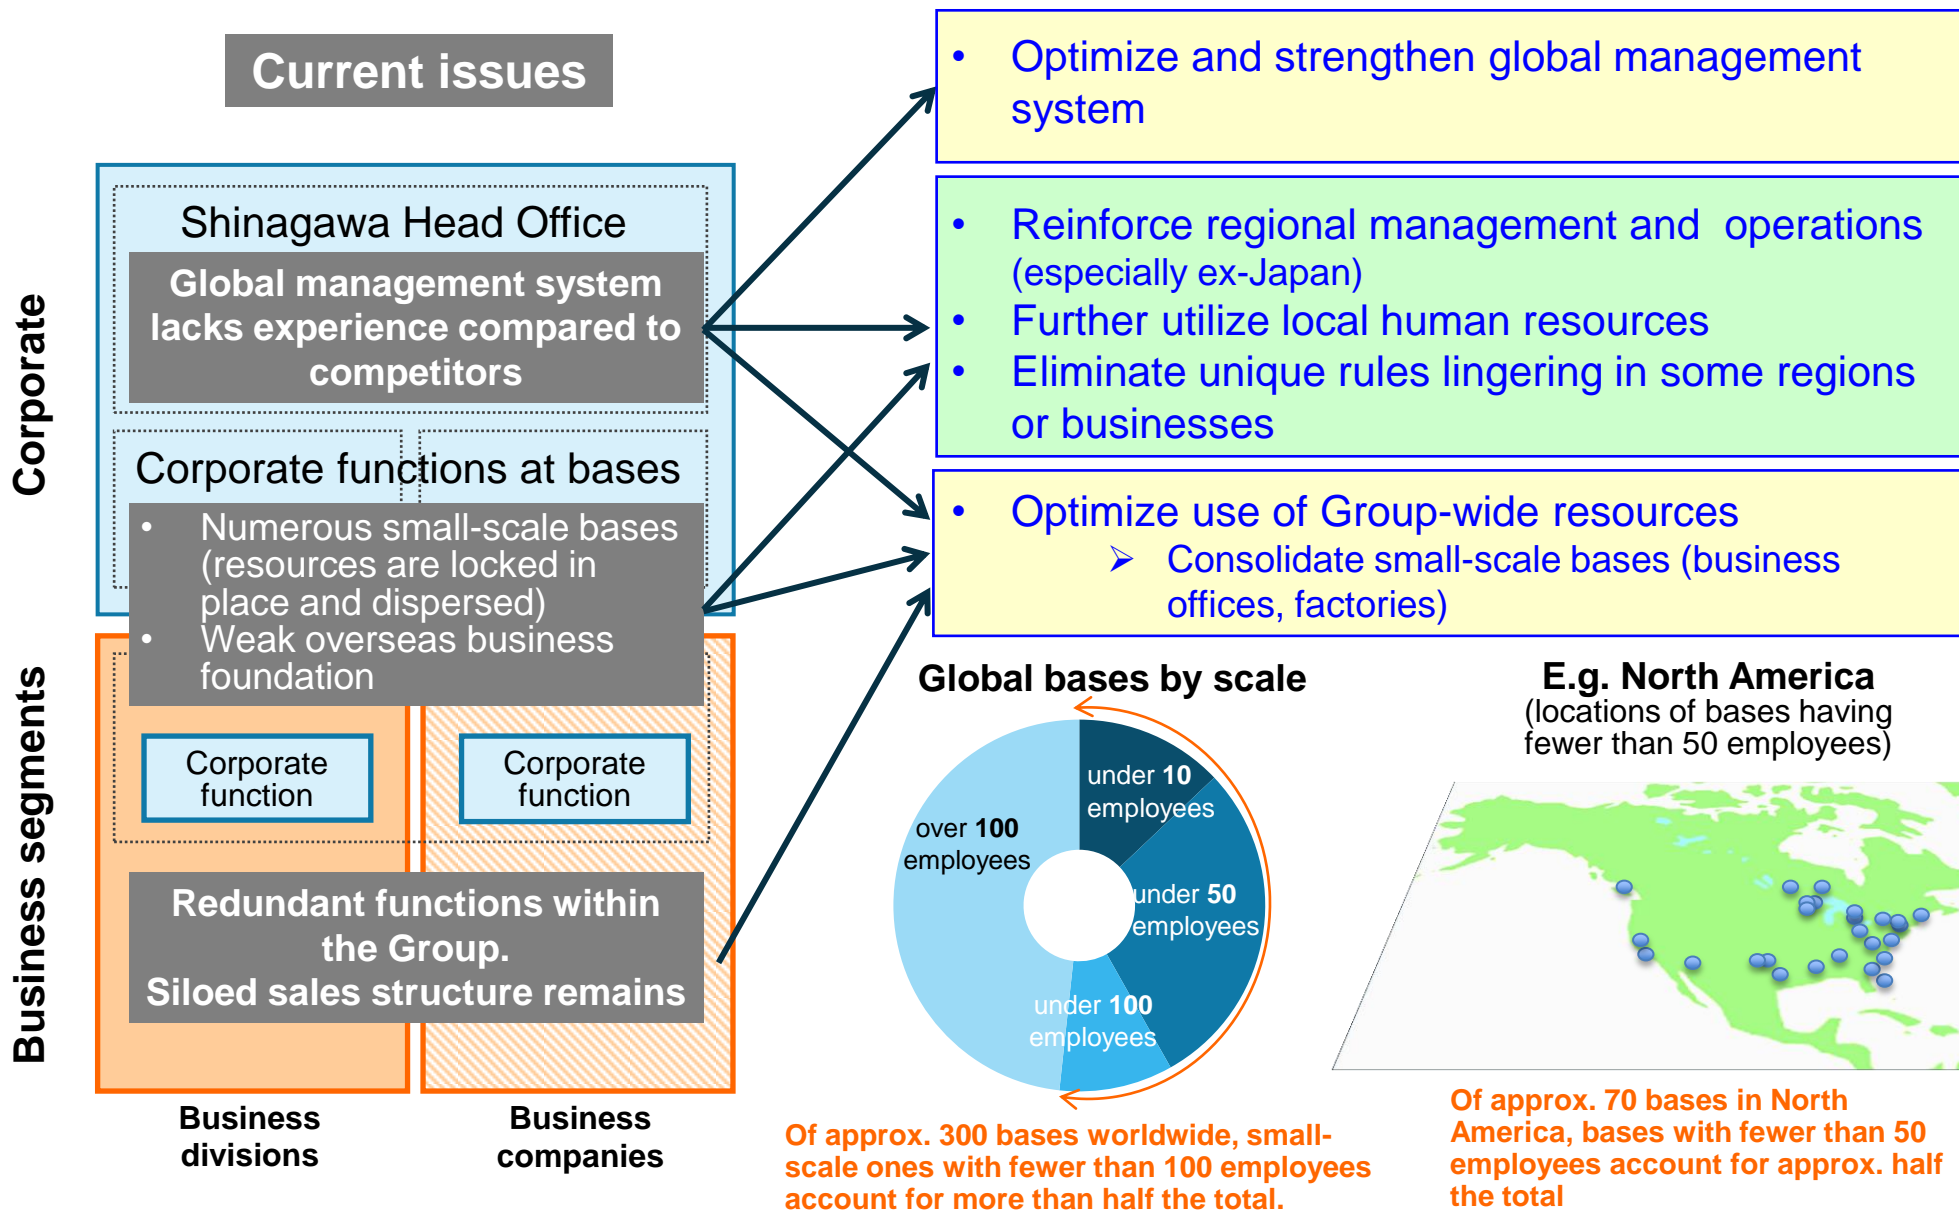 Current issues
Corporate
Shinagawa Head Office
Global management system
lacks experience compared to
competitors
Corporate functions at bases
• Numerous small-scale bases
(resources are locked in
place and dispersed)
• Weak overseas business
foundation
Business segments
Corporate
function
Corporate
function
Redundant functions within
the Group.
Siloed sales structure remains
Business
divisions
Business
companies
• Optimize and strengthen global management
system
• Reinforce regional management and operations
(especially ex-Japan)
• Further utilize local human resources
• Eliminate unique rules lingering in some regions
or businesses
• Optimize use of Group-wide resources
➢ Consolidate small-scale bases (business
offices, factories)
Global bases by scale
under 10
employees
over 100
employees
under 50
employees
under 100
employees
Of approx. 300 bases worldwide, small-
scale ones with fewer than 100 employees
account for more than half the total.
E.g. North America
(locations of bases having
fewer than 50 employees)
Of approx. 70 bases in North
America, bases with fewer than 50
employees account for approx. half
the total